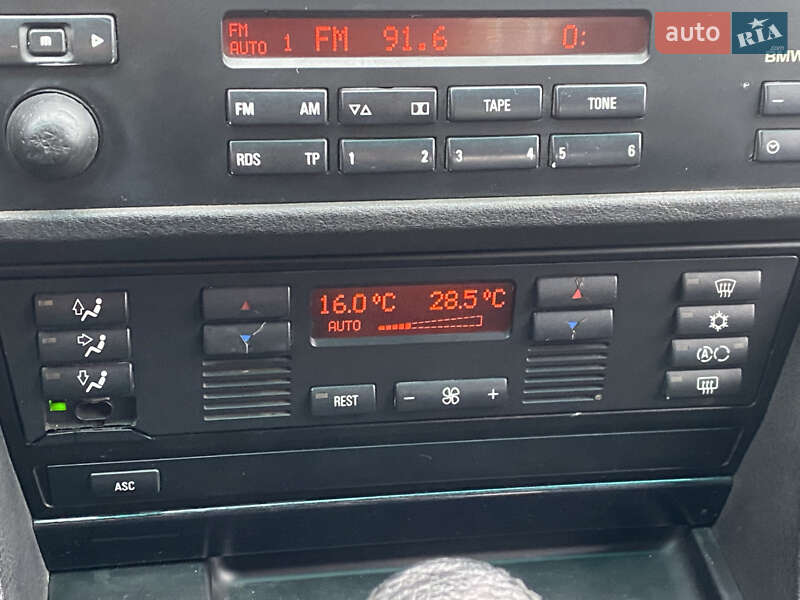 FM
AUTO 1 FM 91.6 0:
auto RIA .com
BMW
m
FM AM
TAPE
TONE
RDS TP
1 2
3 4
5 6
16.0 °C 28.5 °C
AUTO
REST
− +
A
ASC